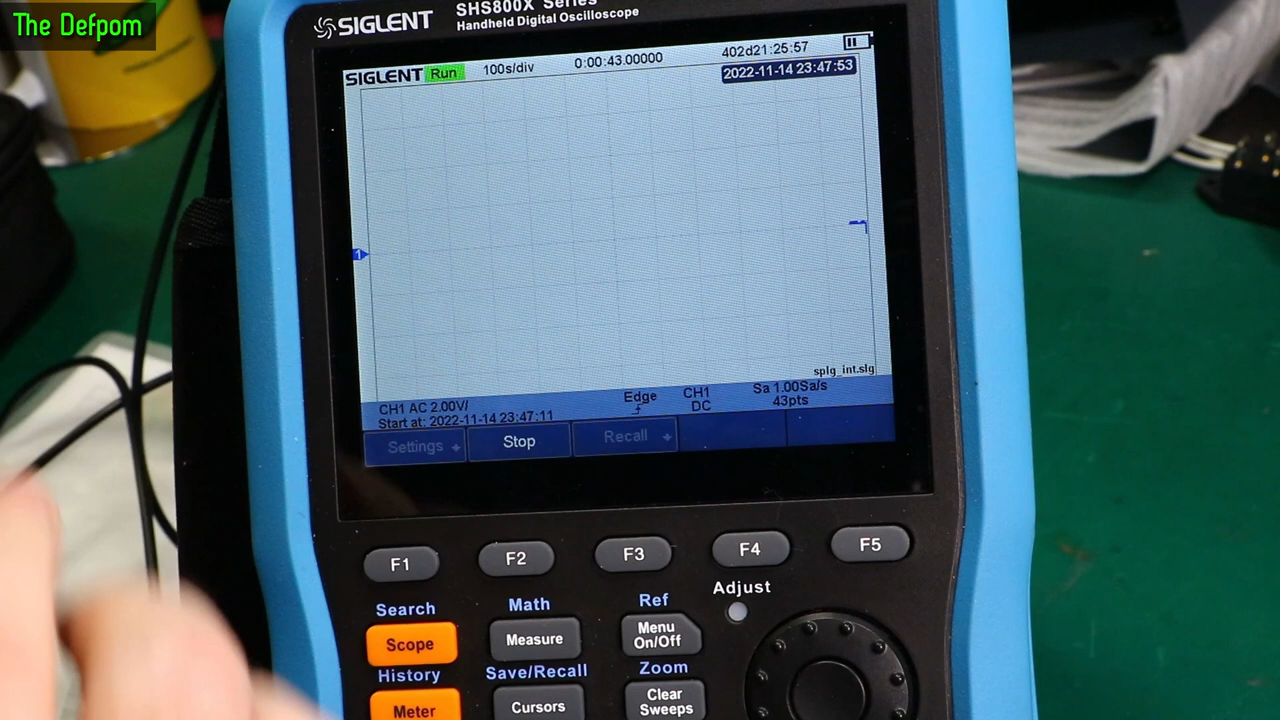 The Defpom
SIGLENT
SHS800X Series
Handheld Digital Oscilloscope
SIGLENT Run 100s/div 0:00:43.00000 402d21:25:57
2022-11-14 23:47:53
1
splg_int.slg
CH1 AC 2.00V/ Edge CH1 Sa 1.00Sa/s
Start at: 2022-11-14 23:47:11 DC 43pts
Settings Stop Recall
F1 F2 F3 F4 F5
Adjust
Search Math Ref
Scope Measure Menu On/Off
History Save/Recall Zoom
Meter Cursors Clear Sweeps